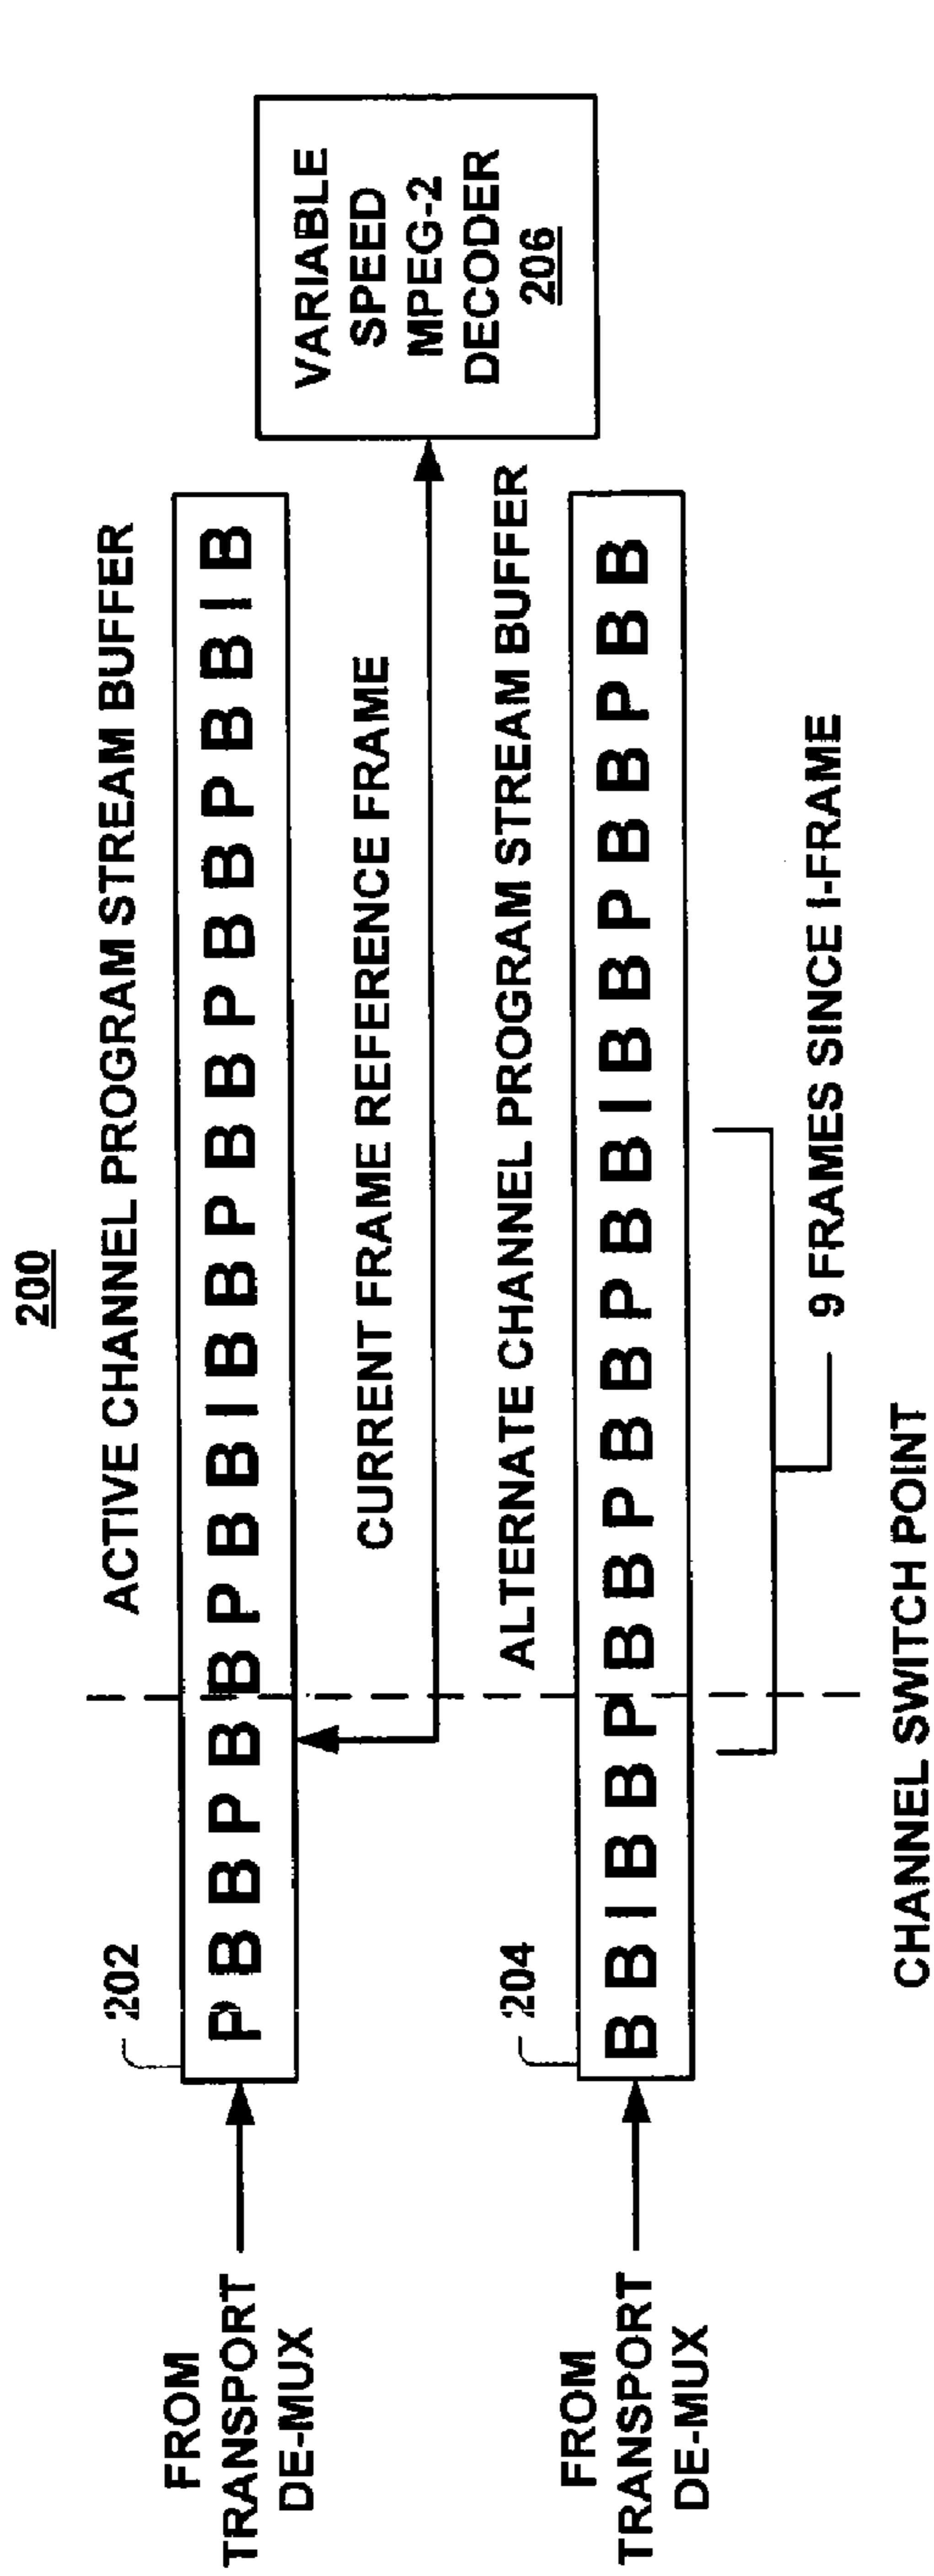 200
ACTIVE CHANNEL PROGRAM STREAM BUFFER
202
FROM
TRANSPORT
DE-MUX
P B B P B B P B B I B B P B B P B B P B B I B
CURRENT FRAME REFERENCE FRAME
VARIABLE
SPEED
MPEG-2
DECODER
206
ALTERNATE CHANNEL PROGRAM STREAM BUFFER
204
FROM
TRANSPORT
DE-MUX
B B I B B P B B P B B P B B I B B P B B P B B
9 FRAMES SINCE I-FRAME
CHANNEL SWITCH POINT